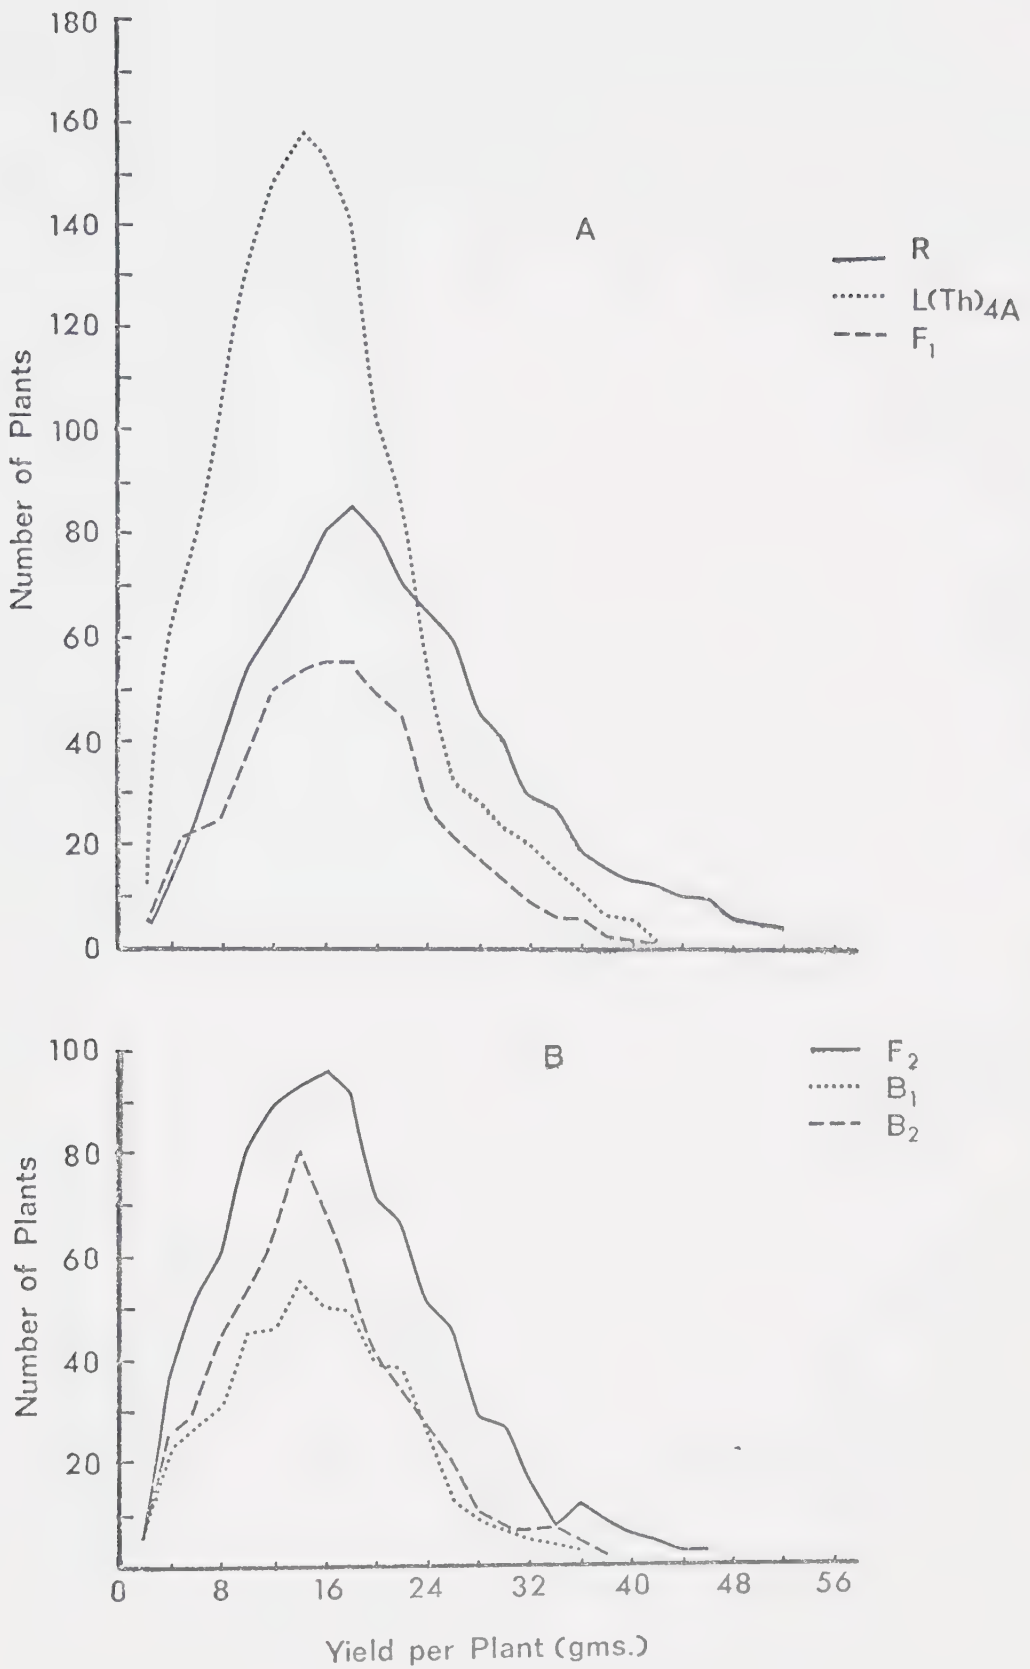 180
160
140
120
100
80
60
40
20
0
Number of Plants
A
R
L(Th)4A
F1
100
80
60
40
20
Number of Plants
B
F2
B1
B2
0 8 16 24 32 40 48 56
Yield per Plant (gms.)